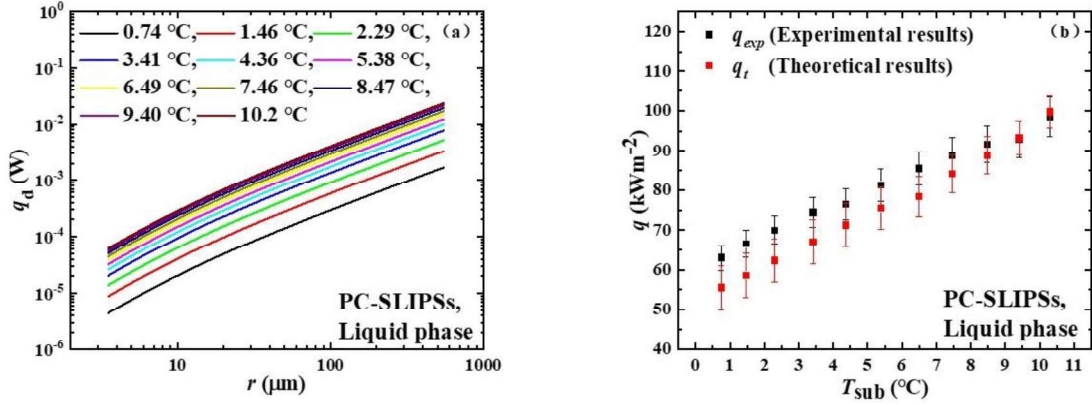 10⁰
10⁻¹
10⁻²
10⁻³
10⁻⁴
10⁻⁵
10⁻⁶
q_d (W)
0.74 °C, 1.46 °C, 2.29 °C, (a)
3.41 °C, 4.36 °C, 5.38 °C,
6.49 °C, 7.46 °C, 8.47 °C,
9.40 °C, 10.2 °C
PC-SLIPSs,
Liquid phase
10 100 1000
r (μm)
120
110
100
90
80
70
60
50
40
q (kWm⁻²)
q_exp (Experimental results) (b)
q_t (Theoretical results)
PC-SLIPSs,
Liquid phase
0 1 2 3 4 5 6 7 8 9 10 11
T_sub (°C)